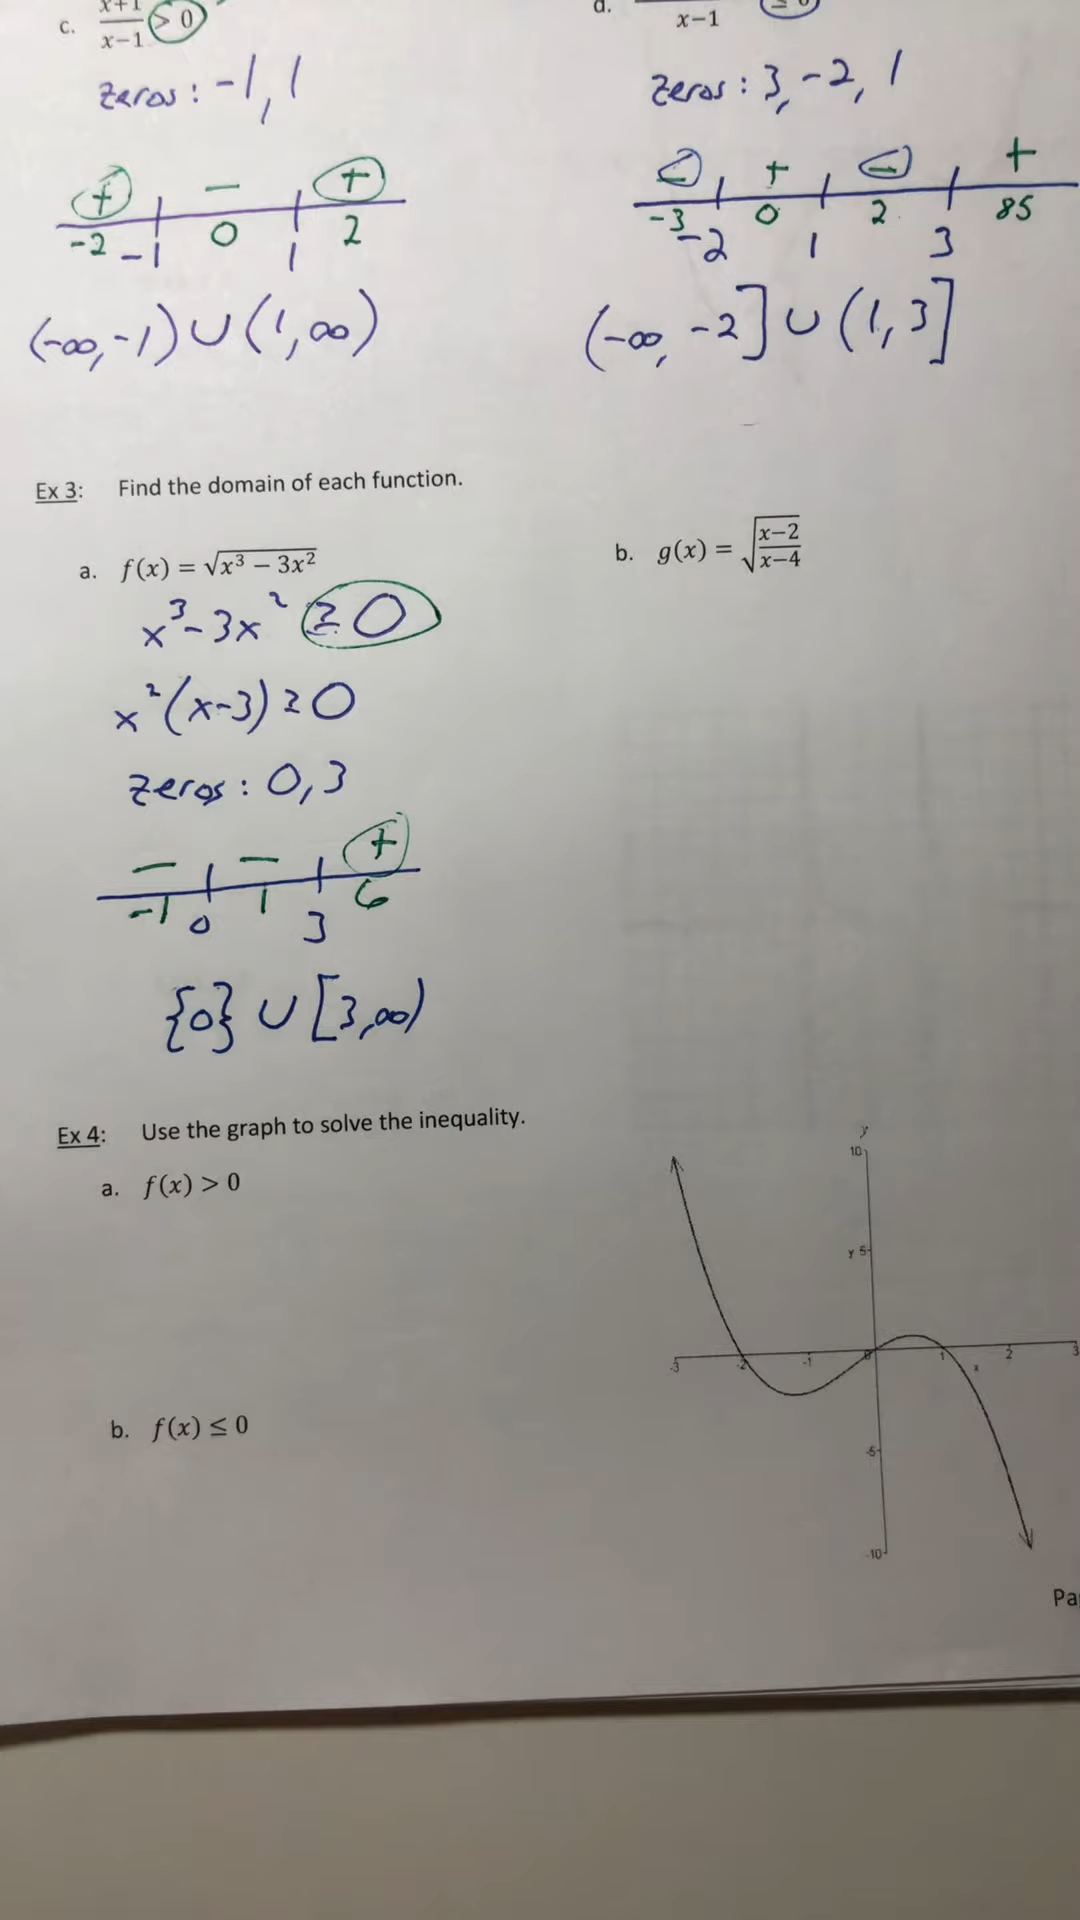 c. x+1/x−1 > 0
d. x−1 ≤ 0
zeros: -1, 1
zeros: 3, -2, 1
+ − +
− + − +
-2 -1 0 1 2
-3 -2 0 1 2 3 85
(-∞, -1) ∪ (1, ∞)
(-∞, -2] ∪ (1, 3]
Ex 3: Find the domain of each function.
a. f(x) = √x³ − 3x²
b. g(x) = √x−2/x−4
x³ - 3x² ≥ 0
x²(x-3) ≥ 0
zeros: 0, 3
− − +
-1 0 1 3 6
{0} ∪ [3, ∞)
Ex 4: Use the graph to solve the inequality.
a. f(x) > 0
b. f(x) ≤ 0
y
10
y 5
-3 -2 -1 0 1 2 3
x
-5
-10